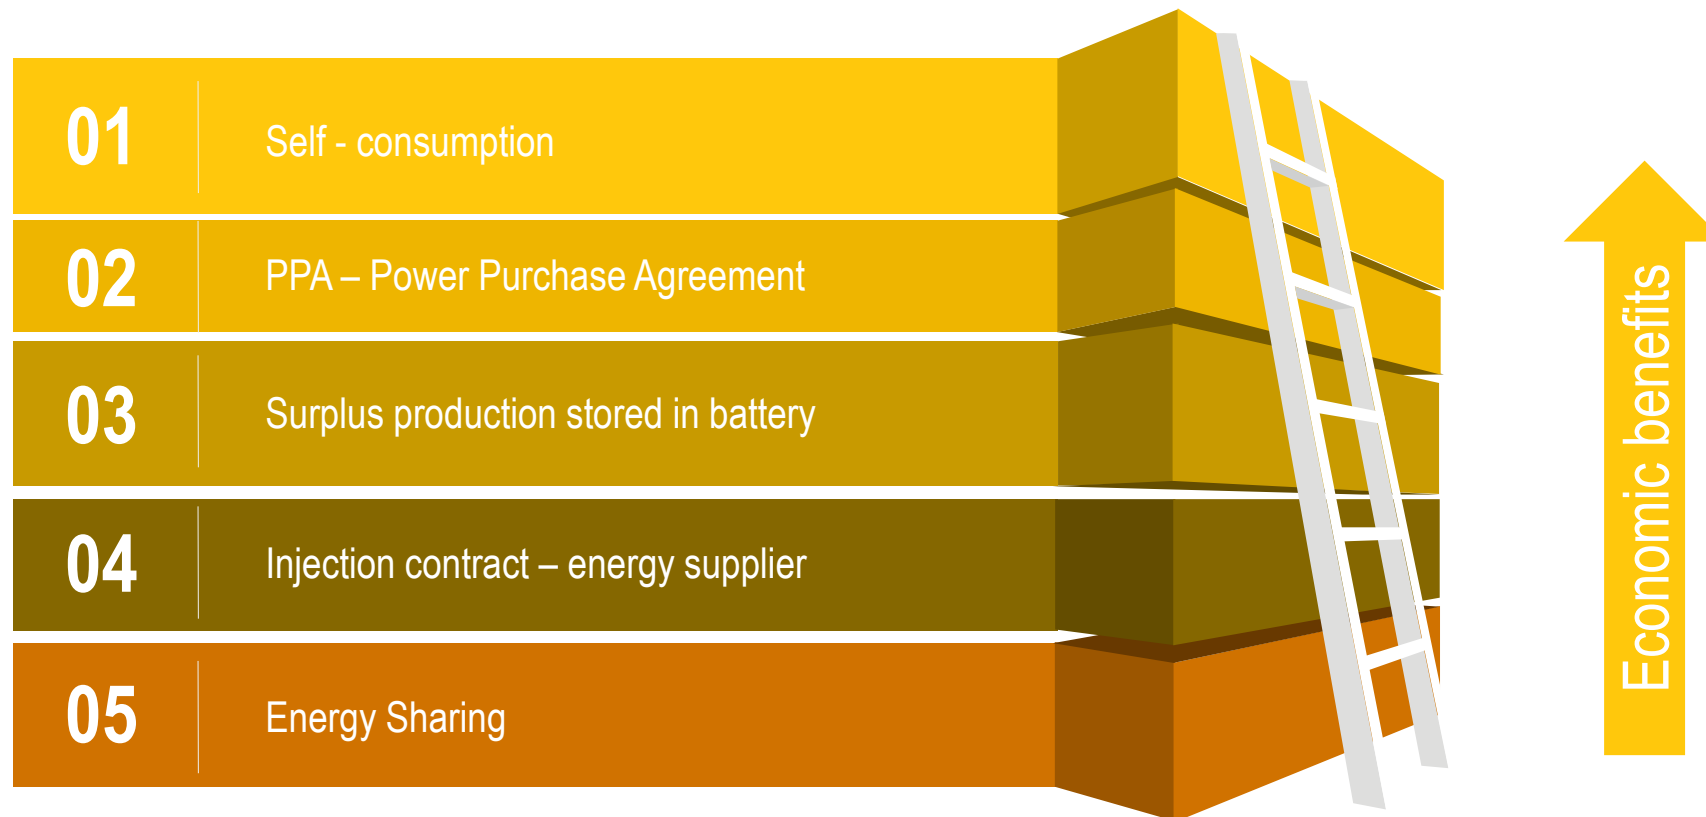 01
Self - consumption
02
PPA – Power Purchase Agreement
03
Surplus production stored in battery
04
Injection contract – energy supplier
05
Energy Sharing
Economic benefits